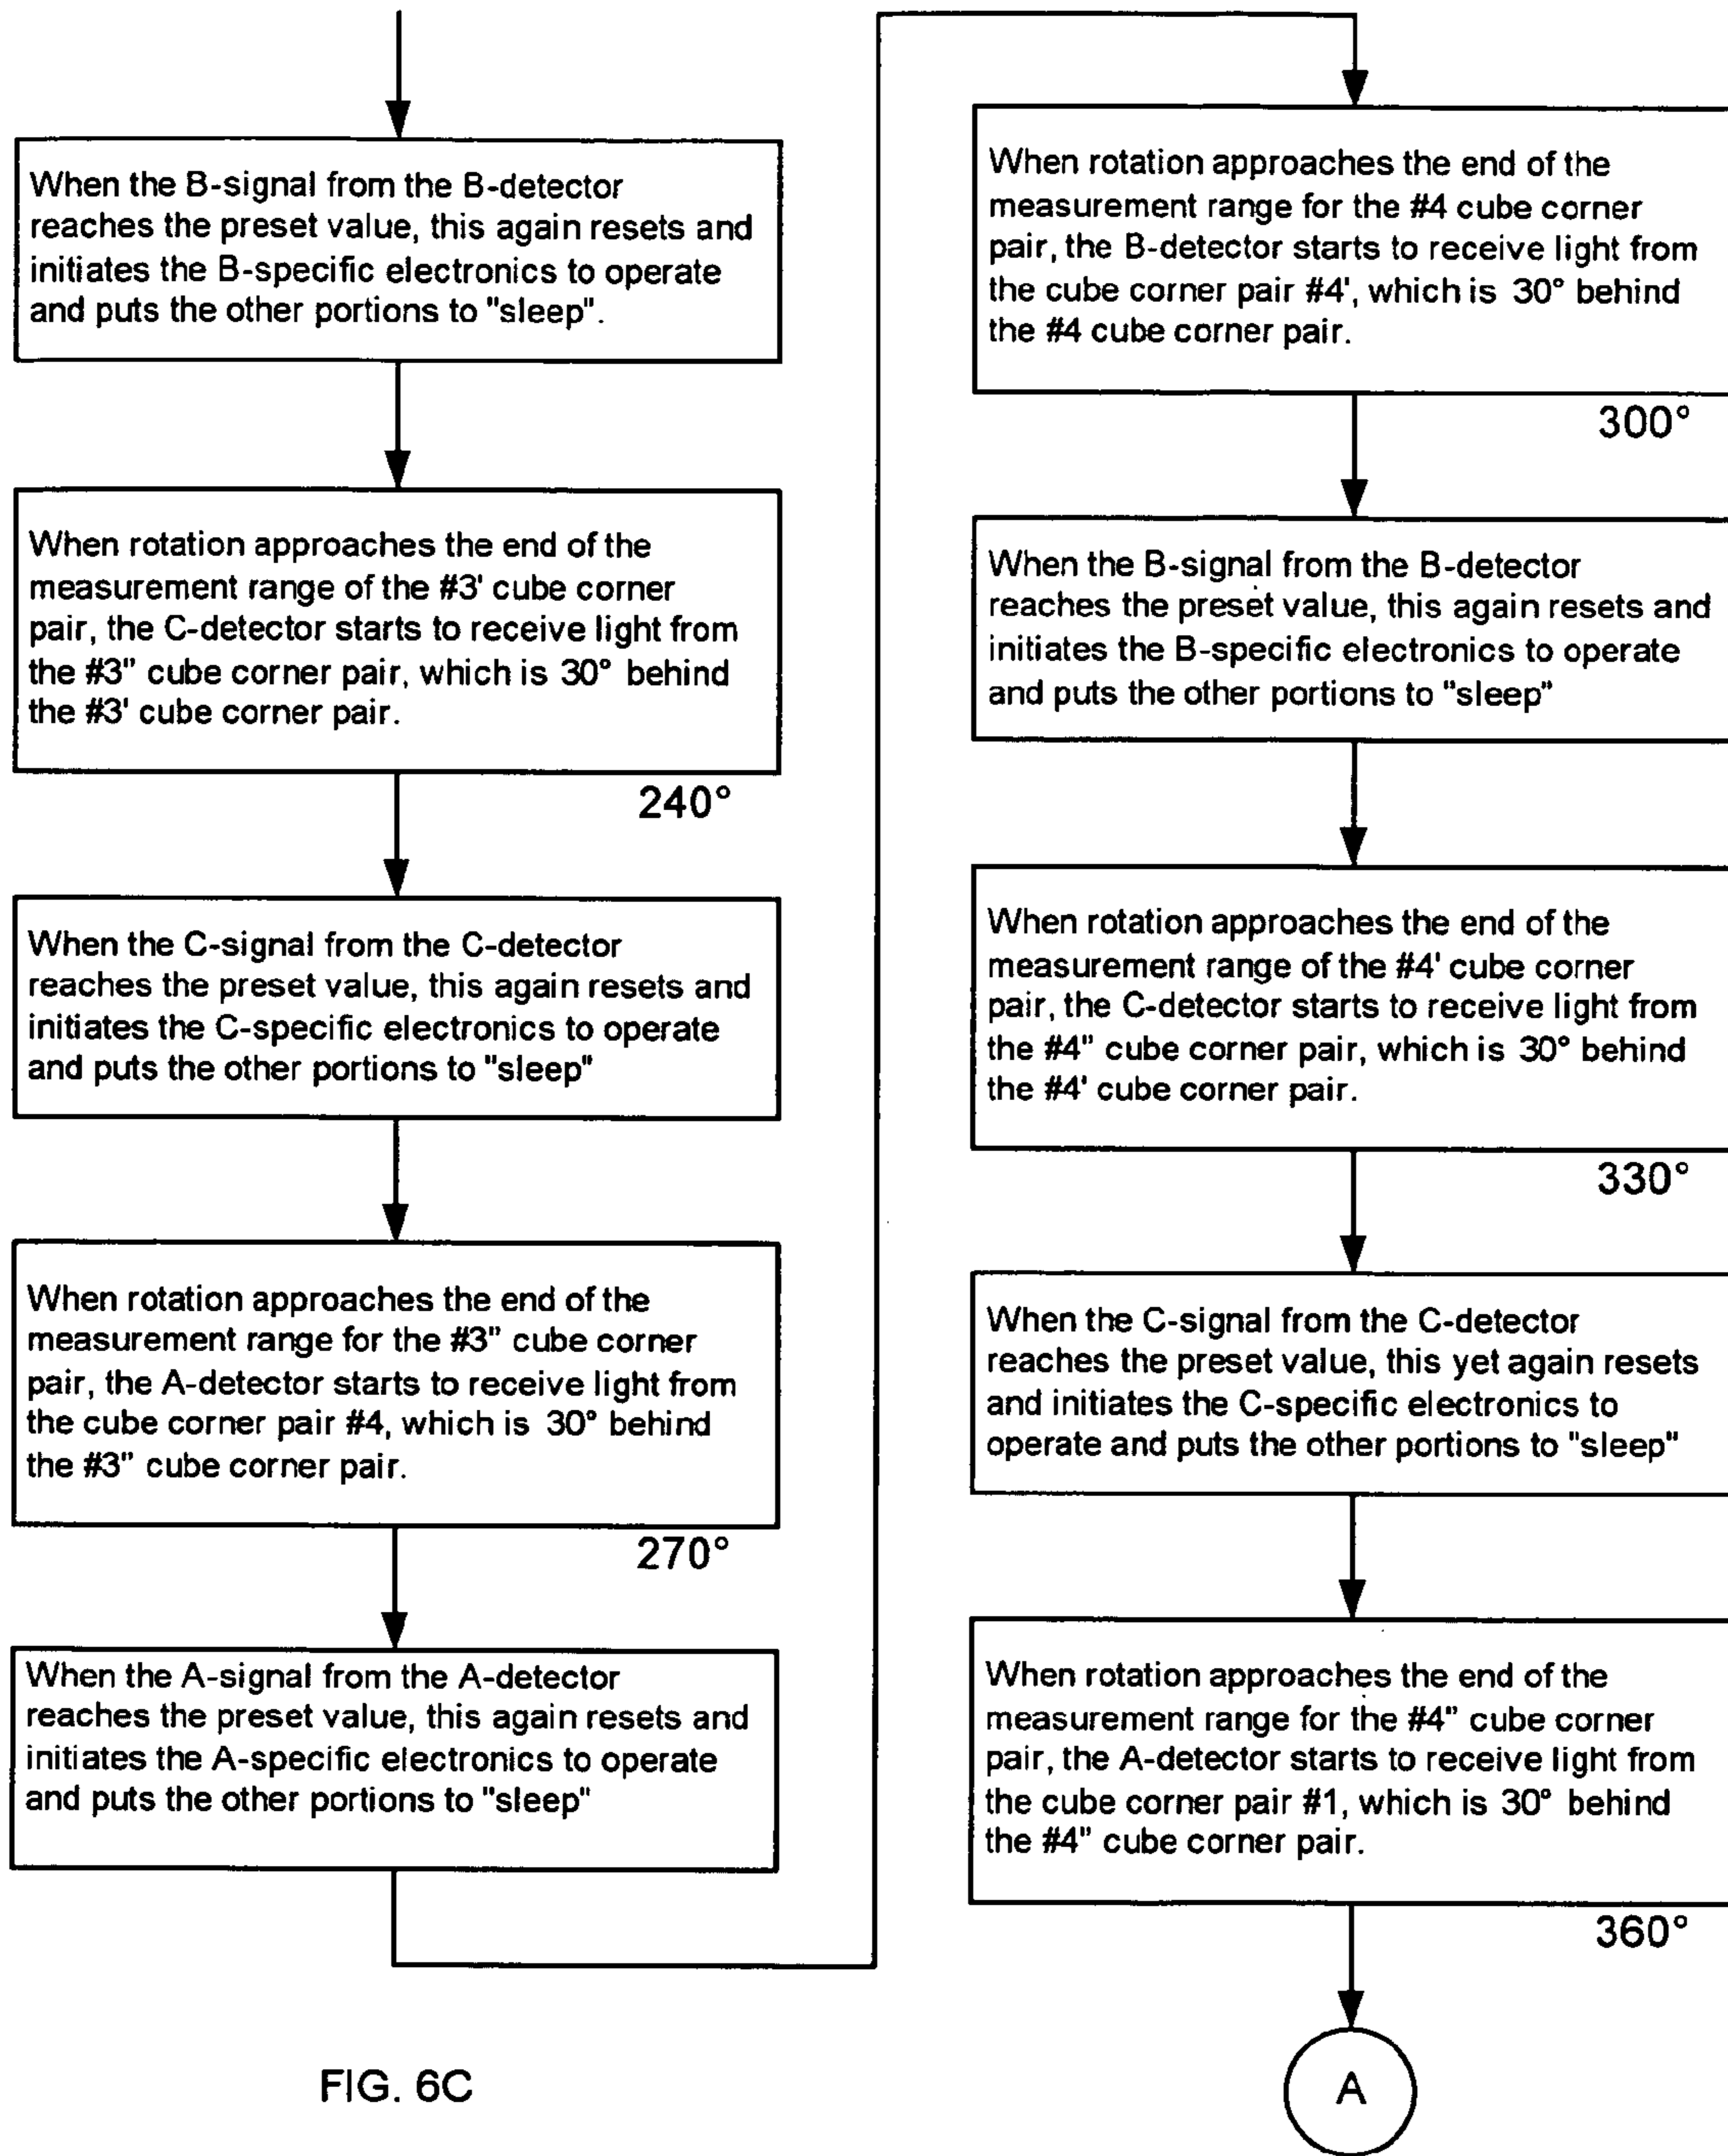 When the B-signal from the B-detector
reaches the preset value, this again resets and
initiates the B-specific electronics to operate
and puts the other portions to "sleep".
When rotation approaches the end of the
measurement range of the #3' cube corner
pair, the C-detector starts to receive light from
the #3" cube corner pair, which is 30° behind
the #3' cube corner pair.
240°
When the C-signal from the C-detector
reaches the preset value, this again resets and
initiates the C-specific electronics to operate
and puts the other portions to "sleep"
When rotation approaches the end of the
measurement range for the #3" cube corner
pair, the A-detector starts to receive light from
the cube corner pair #4, which is 30° behind
the #3" cube corner pair.
270°
When the A-signal from the A-detector
reaches the preset value, this again resets and
initiates the A-specific electronics to operate
and puts the other portions to "sleep"
When rotation approaches the end of the
measurement range for the #4 cube corner
pair, the B-detector starts to receive light from
the cube corner pair #4', which is 30° behind
the #4 cube corner pair.
300°
When the B-signal from the B-detector
reaches the preset value, this again resets and
initiates the B-specific electronics to operate
and puts the other portions to "sleep"
When rotation approaches the end of the
measurement range of the #4' cube corner
pair, the C-detector starts to receive light from
the #4" cube corner pair, which is 30° behind
the #4' cube corner pair.
330°
When the C-signal from the C-detector
reaches the preset value, this yet again resets
and initiates the C-specific electronics to
operate and puts the other portions to "sleep"
When rotation approaches the end of the
measurement range for the #4" cube corner
pair, the A-detector starts to receive light from
the cube corner pair #1, which is 30° behind
the #4" cube corner pair.
360°
A
FIG. 6C